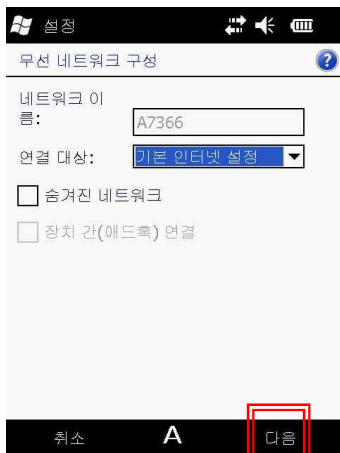 설정
무선 네트워크 구성
?
네트워크 이
름:
A7366
연결 대상: 기본 인터넷 설정
숨겨진 네트워크
장치 간(애드혹) 연결
취소 A 다음